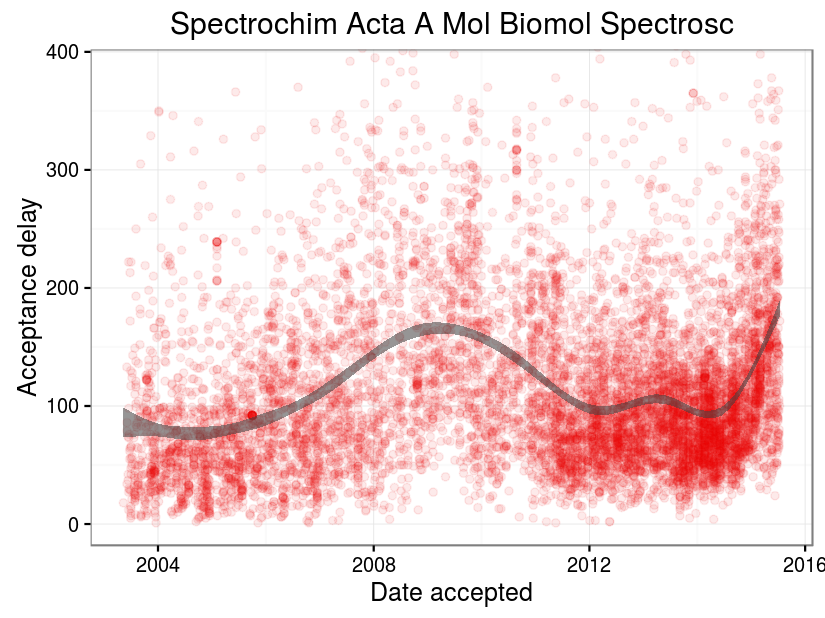 Spectrochim Acta A Mol Biomol Spectrosc
400
300
200
100
0
Acceptance delay
2004 2008 2012 2016
Date accepted